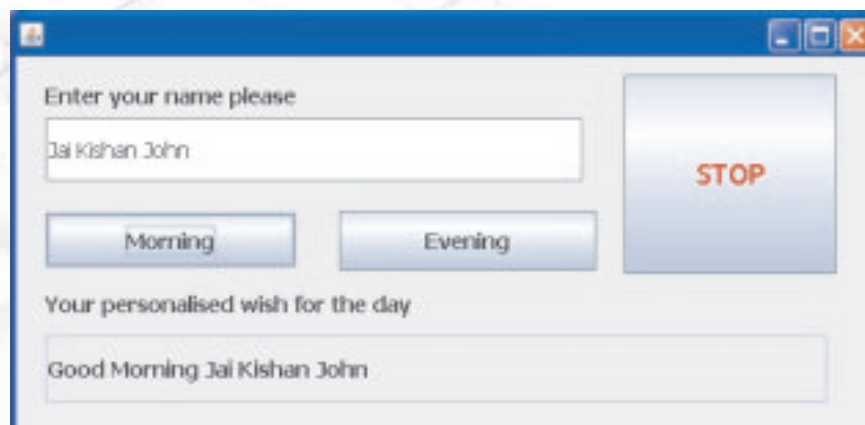 Enter your name please
Jai Kishan John
STOP
Morning
Evening
Your personalised wish for the day
Good Morning Jai Kishan John